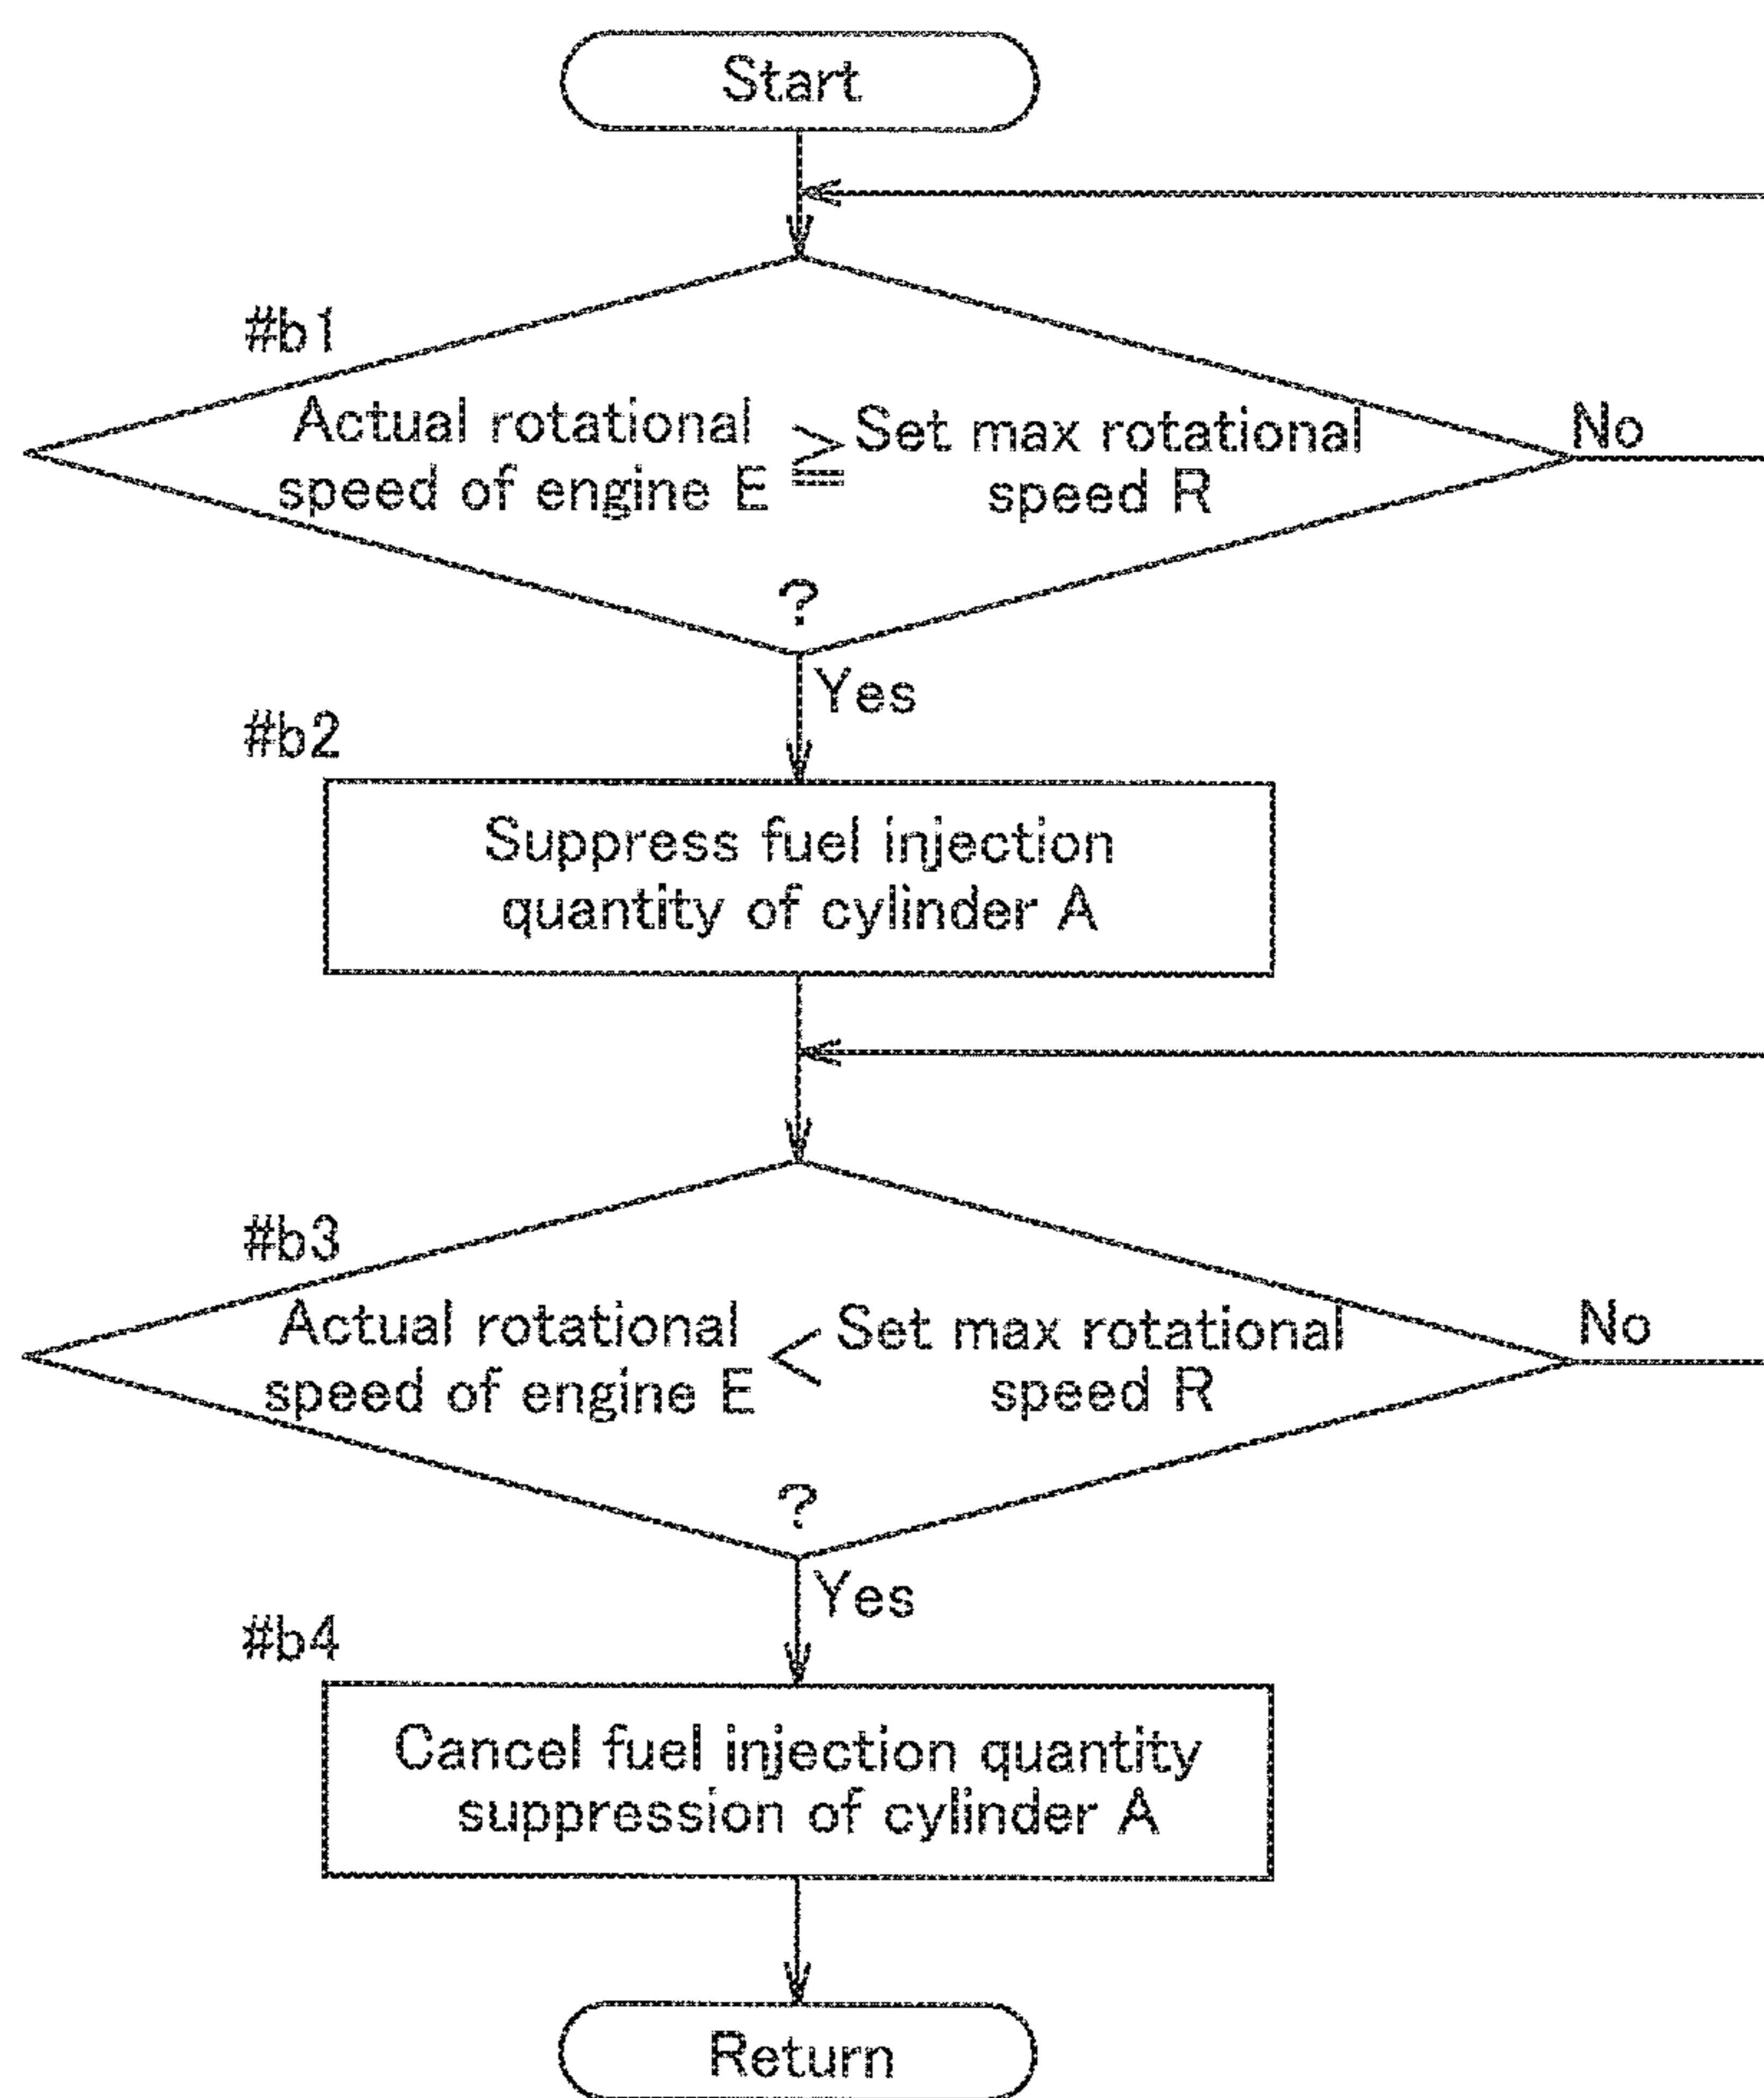 Start
#b1
Actual rotational ≧ Set max rotational
speed of engine E speed R
No
?
Yes
#b2
Suppress fuel injection
quantity of cylinder A
#b3
Actual rotational < Set max rotational
speed of engine E speed R
No
?
Yes
#b4
Cancel fuel injection quantity
suppression of cylinder A
Return